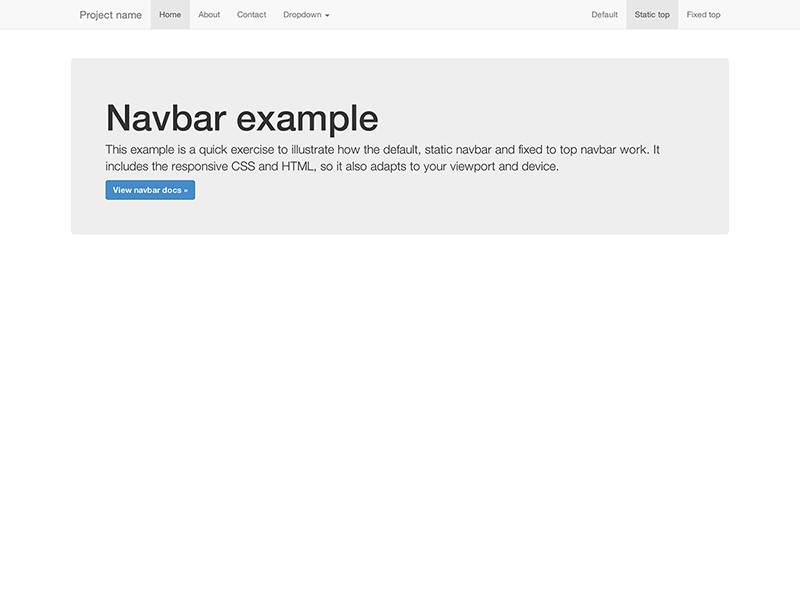 Project name Home About Contact Dropdown Default Static top Fixed top
Navbar example
This example is a quick exercise to illustrate how the default, static navbar and fixed to top navbar work. It
includes the responsive CSS and HTML, so it also adapts to your viewport and device.
View navbar docs »